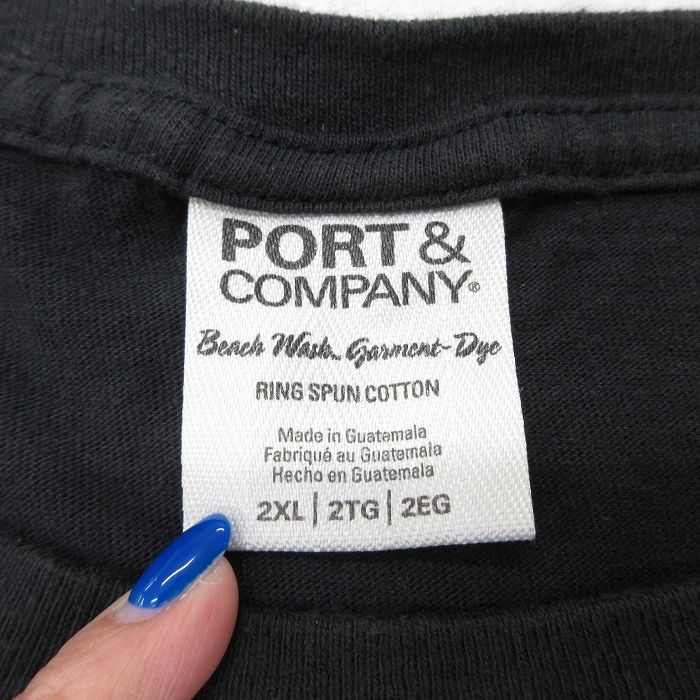 PORT &
COMPANY®
Beach Wash™ Garment-Dye
RING SPUN COTTON
Made in Guatemala
Fabriqué au Guatemala
Hecho en Guatemala
2XL | 2TG | 2EG